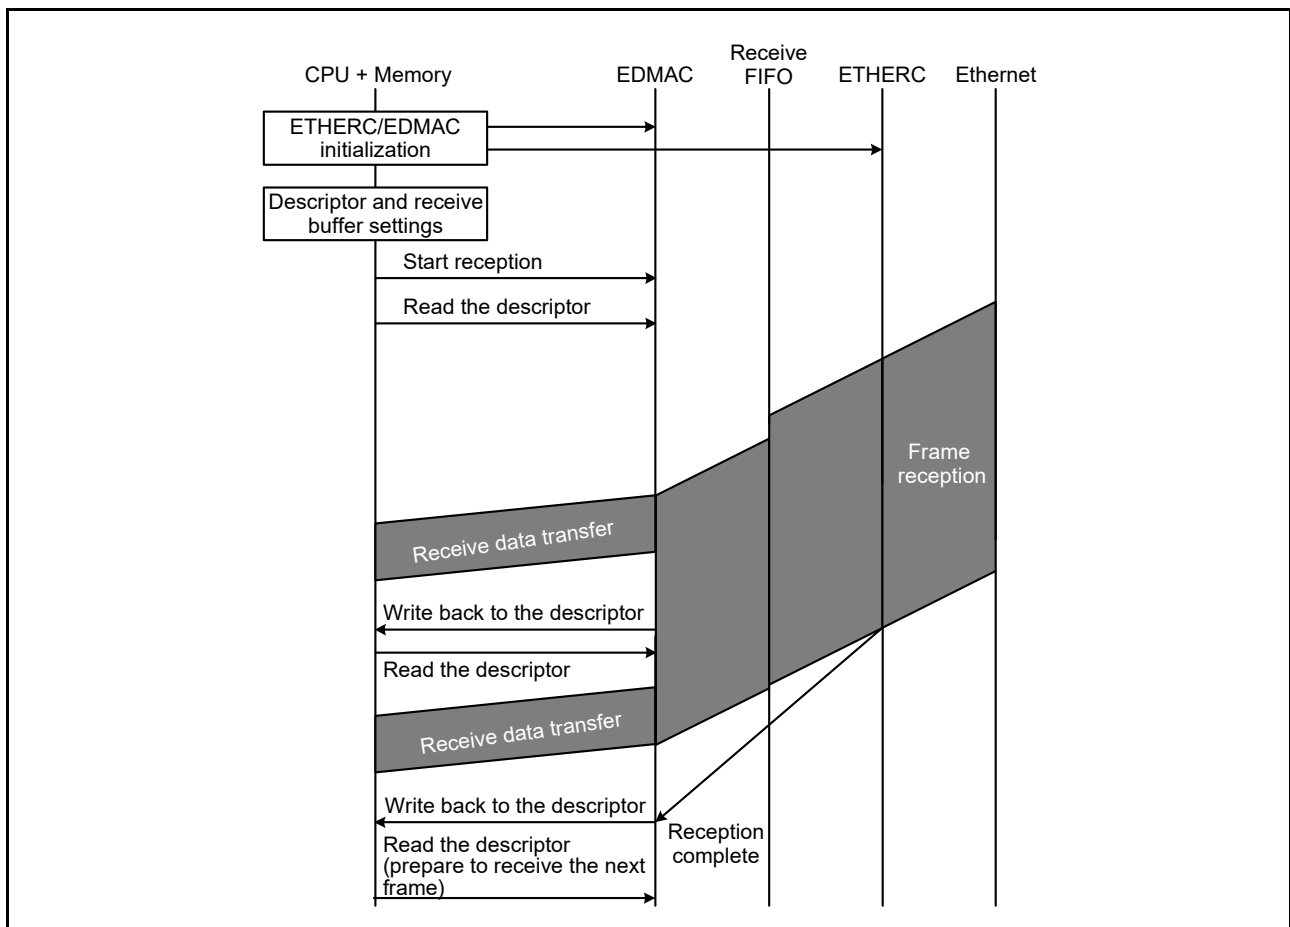 Receive
FIFO
CPU + Memory
EDMAC
ETHERC
Ethernet
ETHERC/EDMAC
initialization
Descriptor and receive
buffer settings
Start reception
Read the descriptor
Frame
reception
Receive data transfer
Write back to the descriptor
Read the descriptor
Receive data transfer
Write back to the descriptor
Reception
complete
Read the descriptor
(prepare to receive the next
frame)